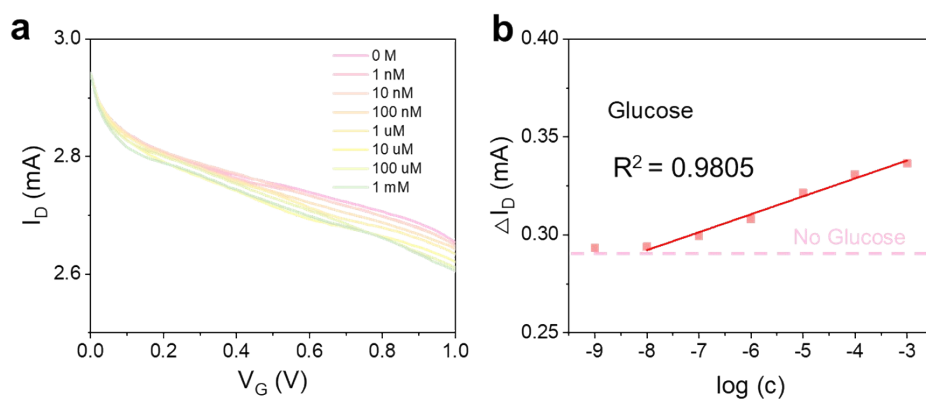 a
3.0
2.8
2.6
I_D (mA)
0.0
0.2
0.4
0.6
0.8
1.0
V_G (V)
0 M
1 nM
10 nM
100 nM
1 uM
10 uM
100 uM
1 mM
b
0.40
0.35
0.30
0.25
△I_D (mA)
Glucose
R² = 0.9805
No Glucose
-9
-8
-7
-6
-5
-4
-3
log (c)